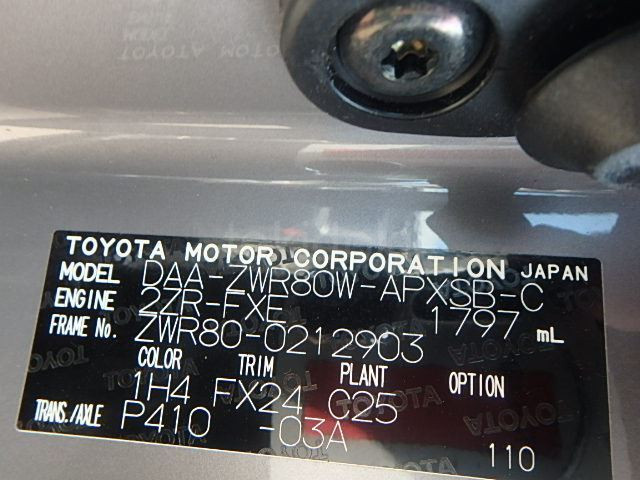 TOYOTA MOTOR CORPORATION JAPAN
MODEL DAA-ZWR80W-APXSB-C
ENGINE 2ZR-FXE 1797 mL
FRAME No. ZWR80-0212903
COLOR TRIM PLANT OPTION
1H4 FX24 C25
TRANS./AXLE P410 -03A
110